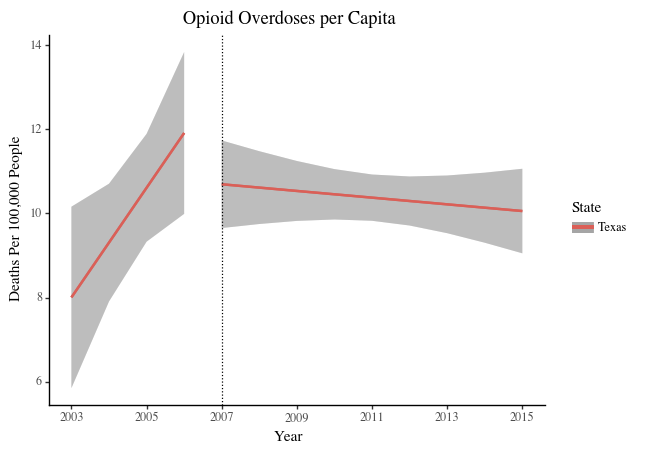 Opioid Overdoses per Capita
14
12
10
8
6
Deaths Per 100,000 People
2003 2005 2007 2009 2011 2013 2015
Year
State
Texas